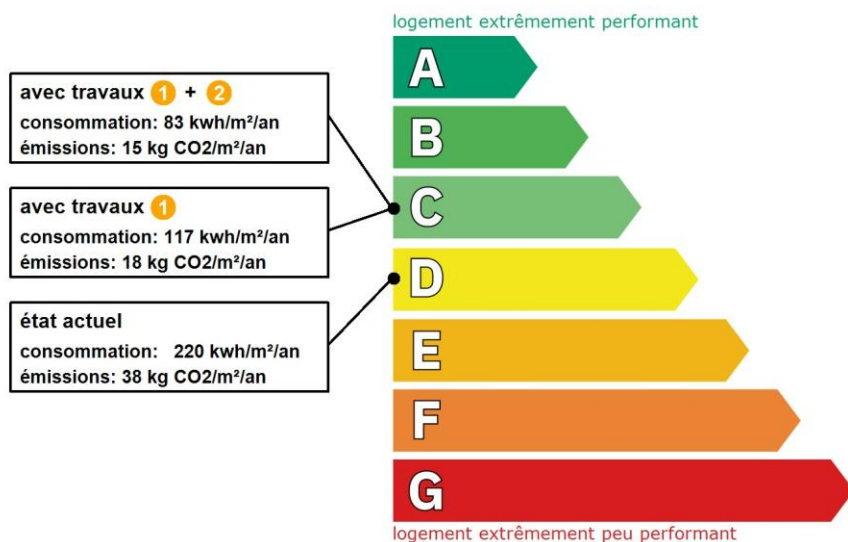 logement extrêmement performant
A
B
C
D
E
F
G
logement extrêmement peu performant
avec travaux 1 + 2
consommation: 83 kwh/m²/an
émissions: 15 kg CO2/m²/an
avec travaux 1
consommation: 117 kwh/m²/an
émissions: 18 kg CO2/m²/an
état actuel
consommation: 220 kwh/m²/an
émissions: 38 kg CO2/m²/an